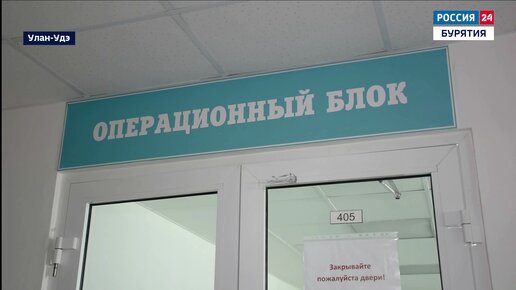 Улан-Удэ
РОССИЯ 24
БУРЯТИЯ
ОПЕРАЦИОННЫЙ БЛОК
405
Закрывайте
пожалуйста двери!